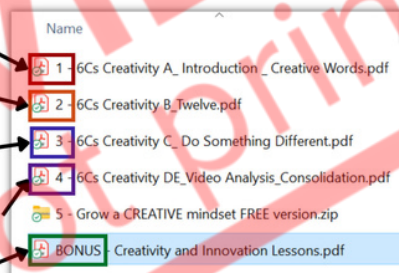 Name
1 - 6Cs Creativity A_ Introduction _ Creative Words.pdf
2 - 6Cs Creativity B_Twelve.pdf
3 - 6Cs Creativity C_ Do Something Different.pdf
4 - 6Cs Creativity DE_Video Analysis_Consolidation.pdf
5 - Grow a CREATIVE mindset FREE version.zip
BONUS - Creativity and Innovation Lessons.pdf